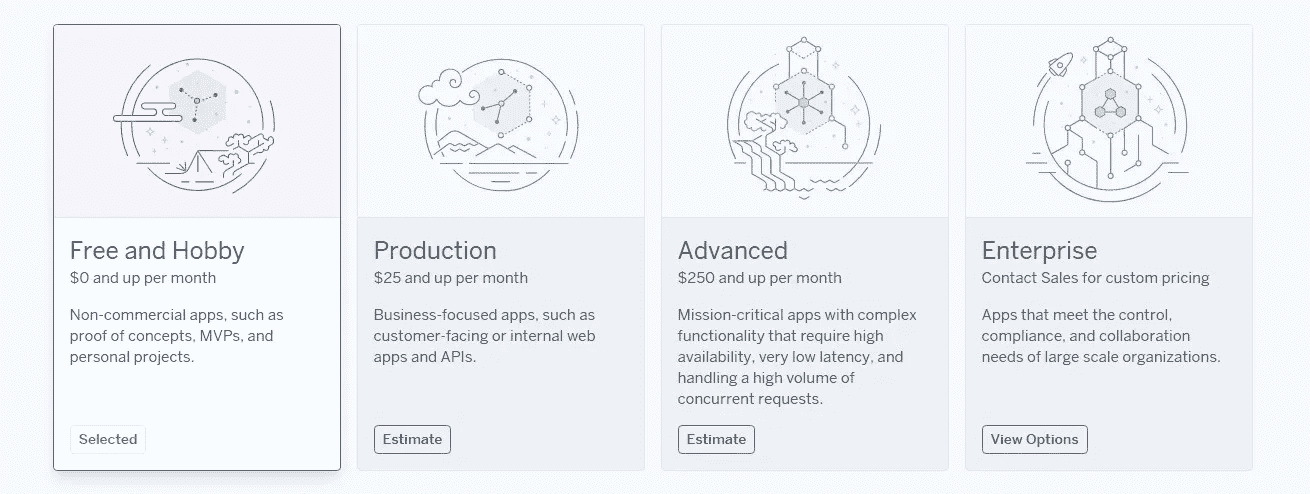 Free and Hobby
$0 and up per month
Non-commercial apps, such as
proof of concepts, MVPs, and
personal projects.
Selected
Production
$25 and up per month
Business-focused apps, such as
customer-facing or internal web
apps and APIs.
Estimate
Advanced
$250 and up per month
Mission-critical apps with complex
functionality that require high
availability, very low latency, and
handling a high volume of
concurrent requests.
Estimate
Enterprise
Contact Sales for custom pricing
Apps that meet the control,
compliance, and collaboration
needs of large scale organizations.
View Options